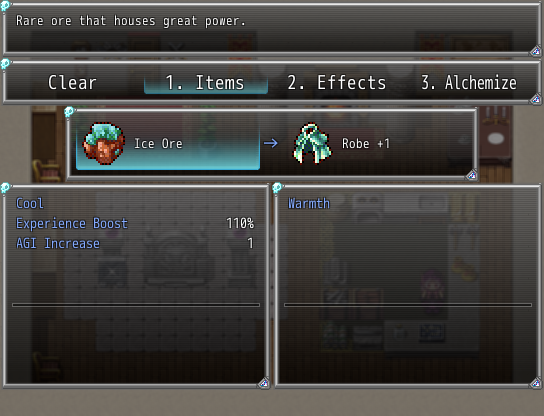 Rare ore that houses great power.
Clear
1. Items
2. Effects
3. Alchemize
Ice Ore
→
Robe +1
Cool
Experience Boost 110%
AGI Increase 1
Warmth